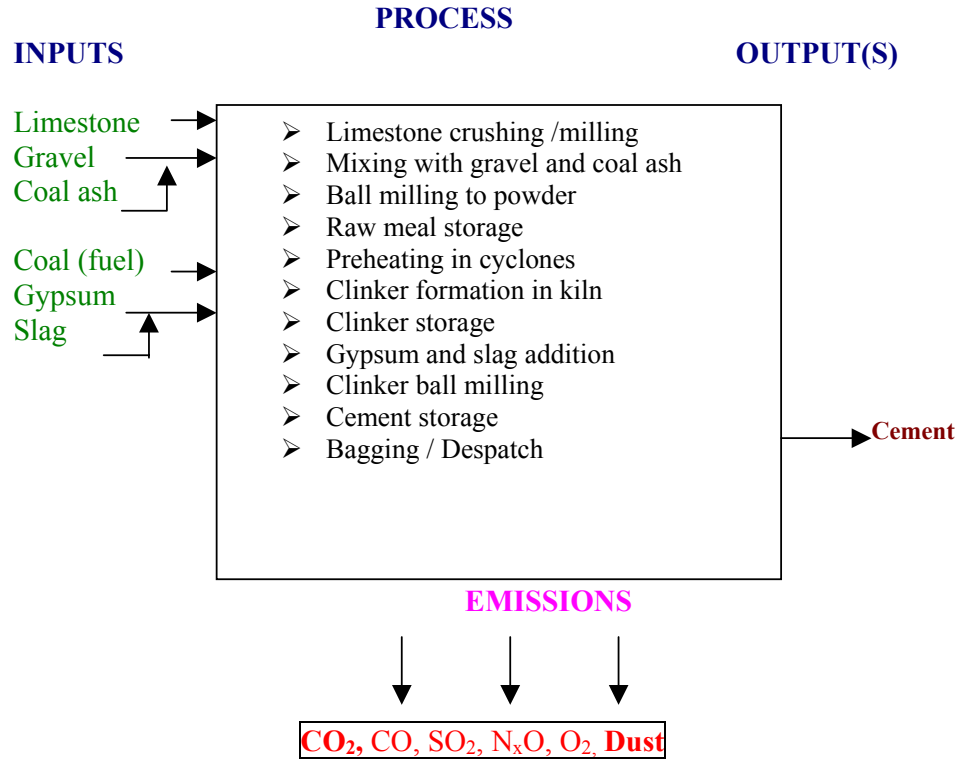 PROCESS
INPUTS
OUTPUT(S)
Limestone
Gravel
Coal ash
Coal (fuel)
Gypsum
Slag
➢ Limestone crushing /milling
➢ Mixing with gravel and coal ash
➢ Ball milling to powder
➢ Raw meal storage
➢ Preheating in cyclones
➢ Clinker formation in kiln
➢ Clinker storage
➢ Gypsum and slag addition
➢ Clinker ball milling
➢ Cement storage
➢ Bagging / Despatch
Cement
EMISSIONS
CO₂, CO, SO₂, NₓO, O₂, Dust